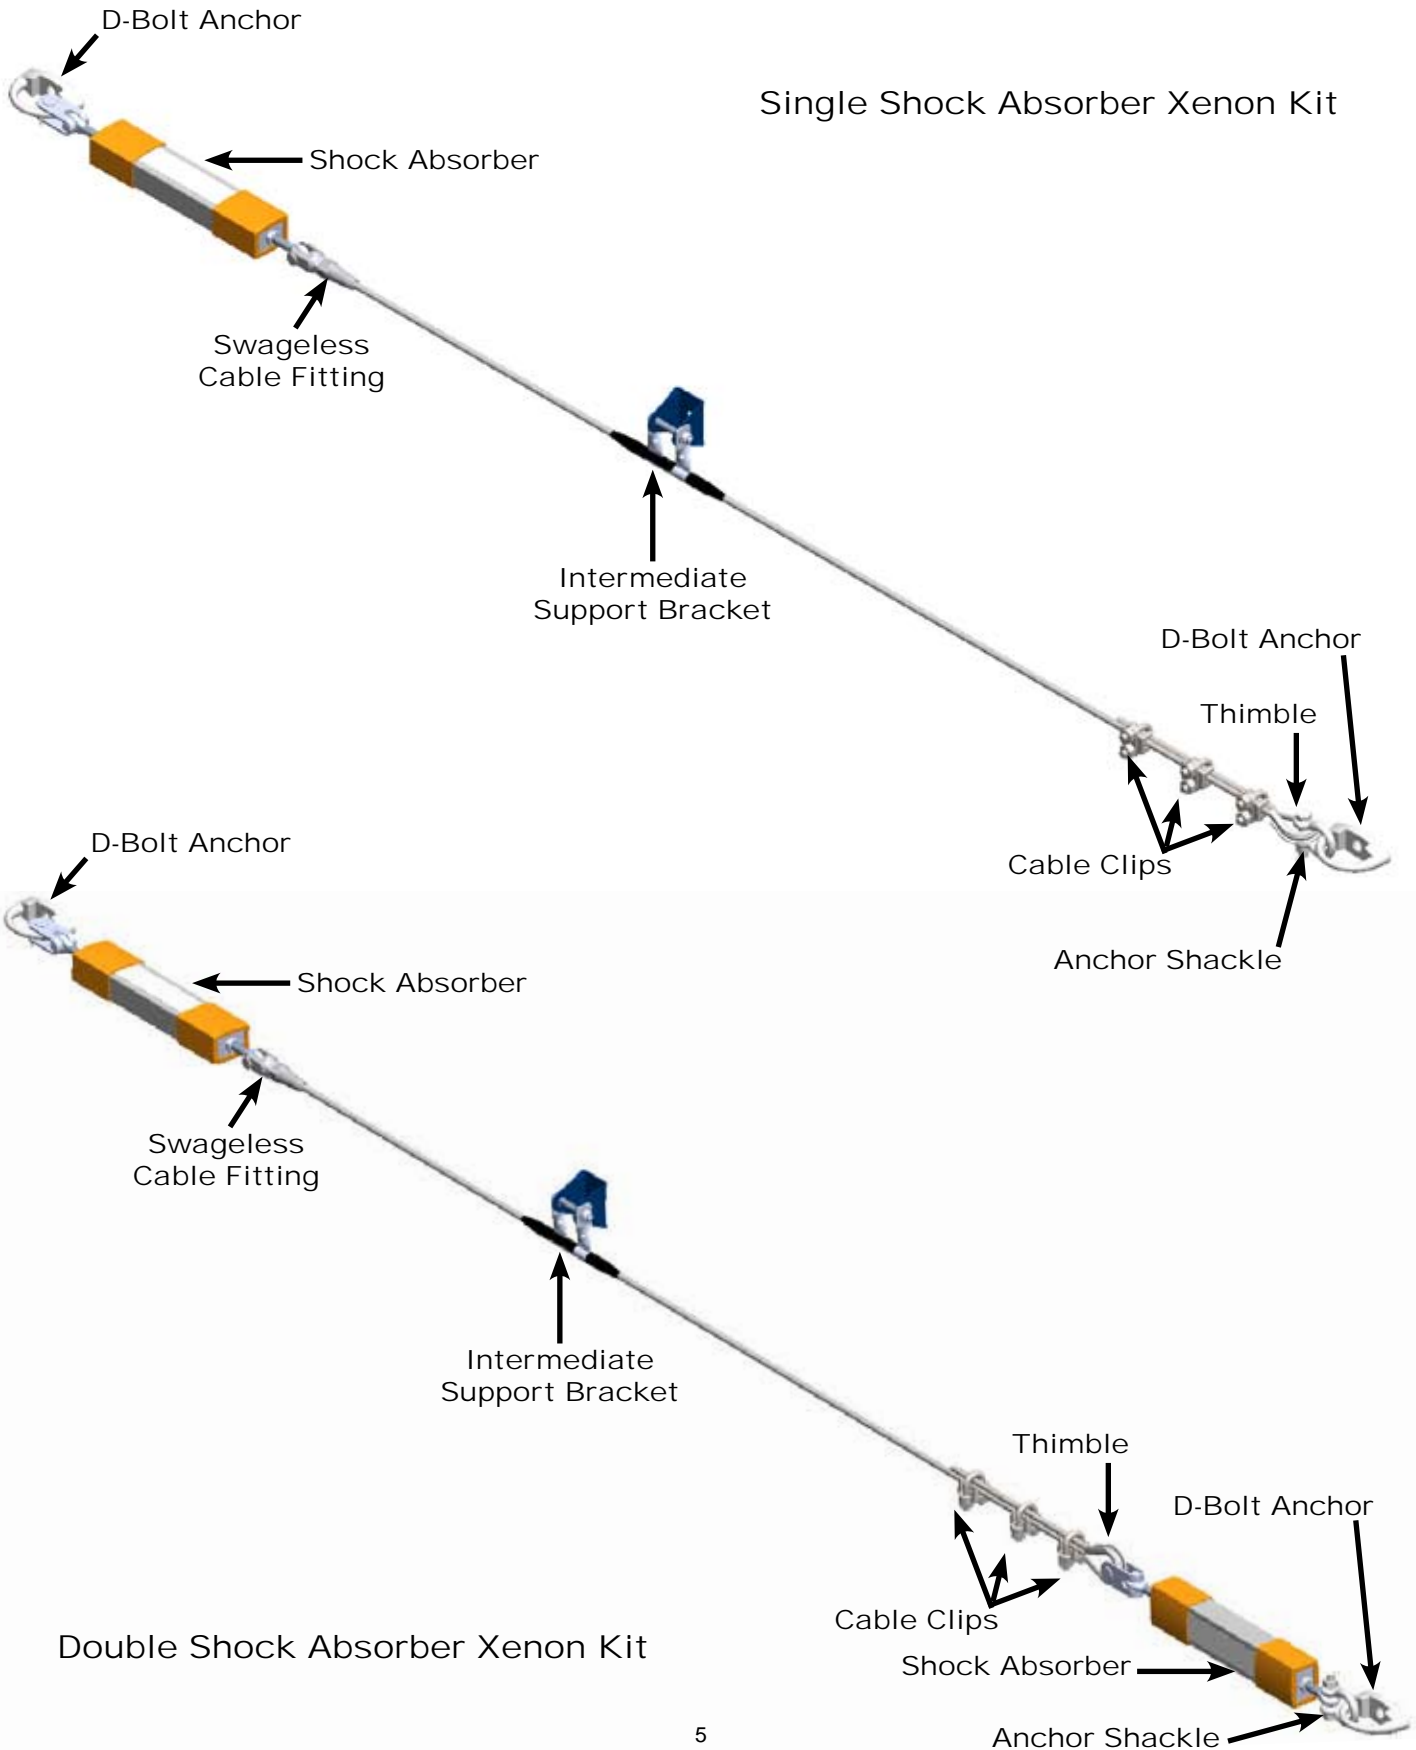 D-Bolt Anchor
Single Shock Absorber Xenon Kit
Shock Absorber
Swageless
Cable Fitting
Intermediate
Support Bracket
D-Bolt Anchor
Thimble
Cable Clips
Anchor Shackle
D-Bolt Anchor
Shock Absorber
Swageless
Cable Fitting
Intermediate
Support Bracket
Thimble
D-Bolt Anchor
Cable Clips
Double Shock Absorber Xenon Kit
Shock Absorber
Anchor Shackle
5